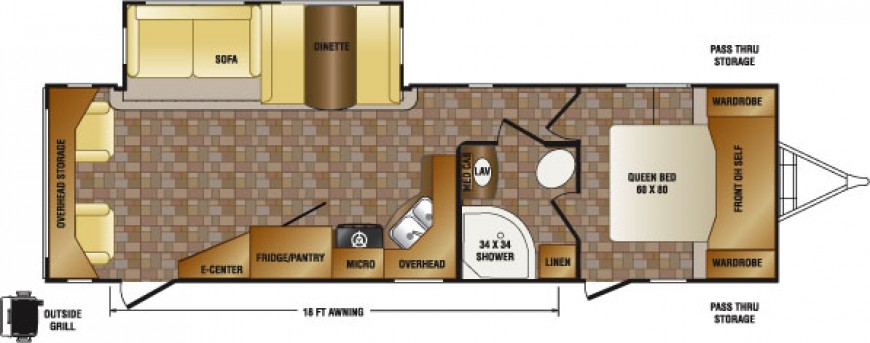 SOFA
DINETTE
PASS THRU
STORAGE
OVERHEAD STORAGE
MED CAB
LAV
WARDROBE
QUEEN BED
60 X 80
FRONT OH SELF
34 X 34
SHOWER
LINEN
WARDROBE
E-CENTER
FRIDGE/PANTRY
MICRO
OVERHEAD
OUTSIDE
GRILL
18 FT AWNING
PASS THRU
STORAGE